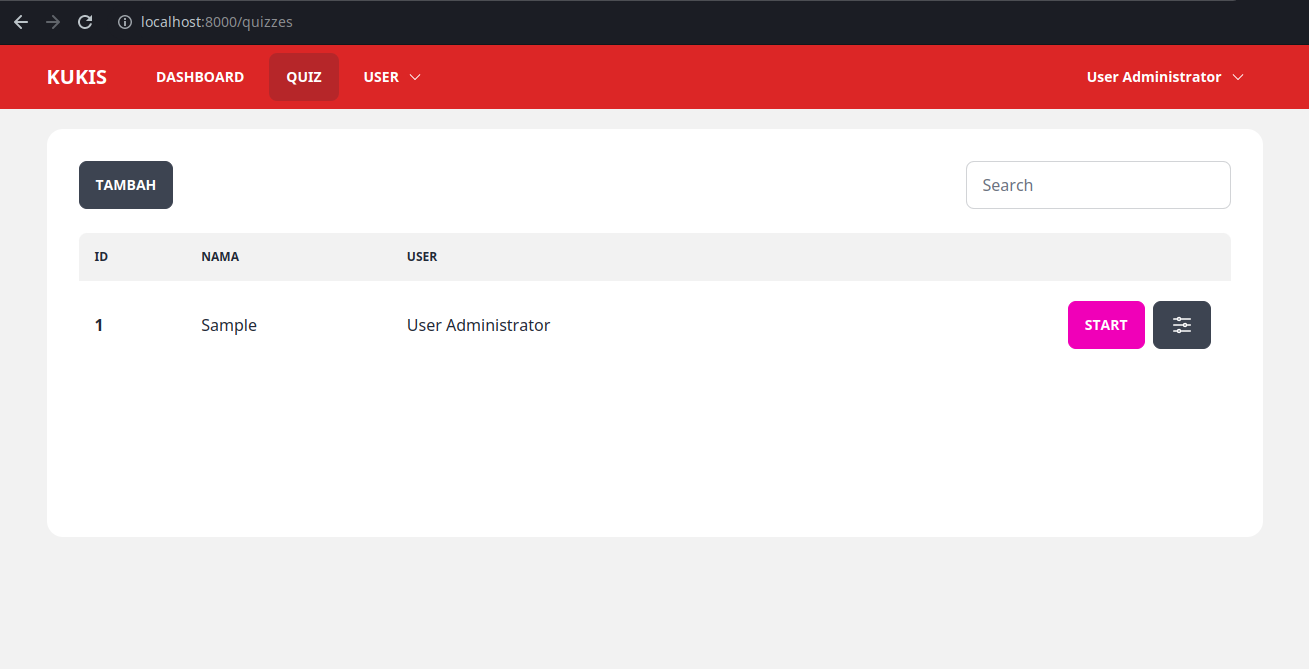 localhost:8000/quizzes
KUKIS DASHBOARD QUIZ USER User Administrator
TAMBAH Search
ID NAMA USER
1 Sample User Administrator START